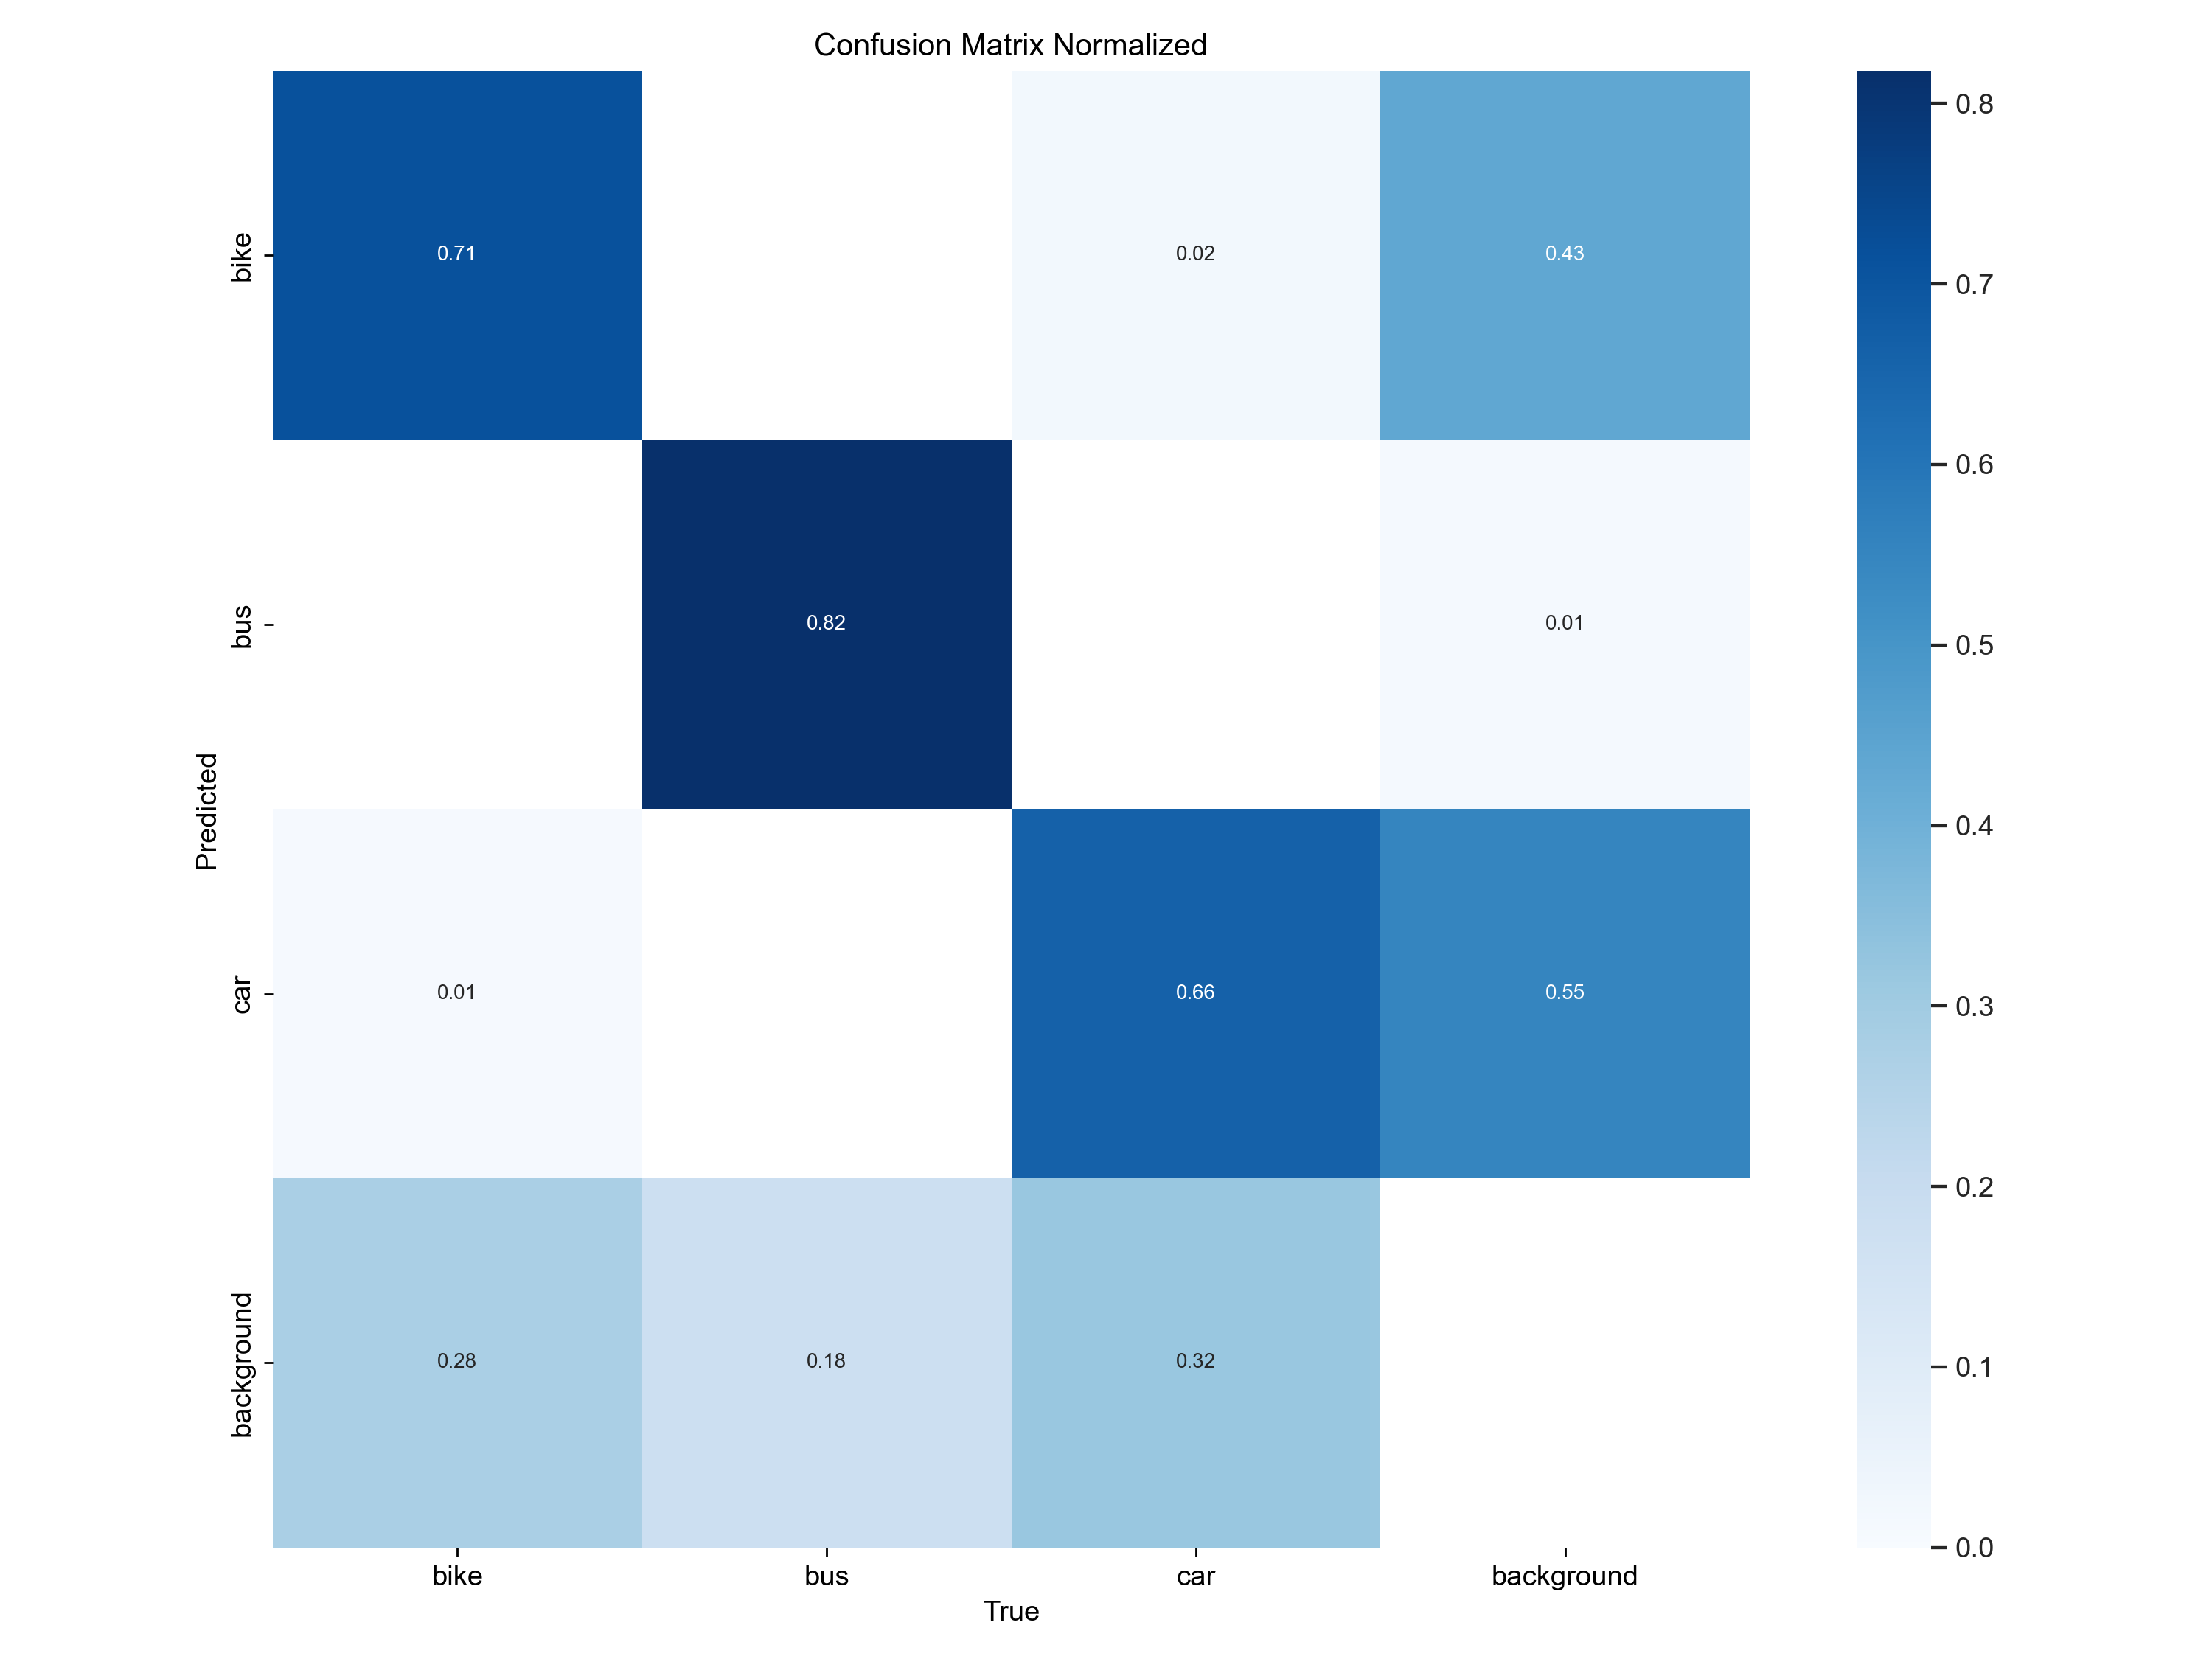 Confusion Matrix Normalized
bike
0.71
0.02
0.43
bus
0.82
0.01
car
0.01
0.66
0.55
background
0.28
0.18
0.32
Predicted
bike
bus
car
background
True
0.8
0.7
0.6
0.5
0.4
0.3
0.2
0.1
0.0